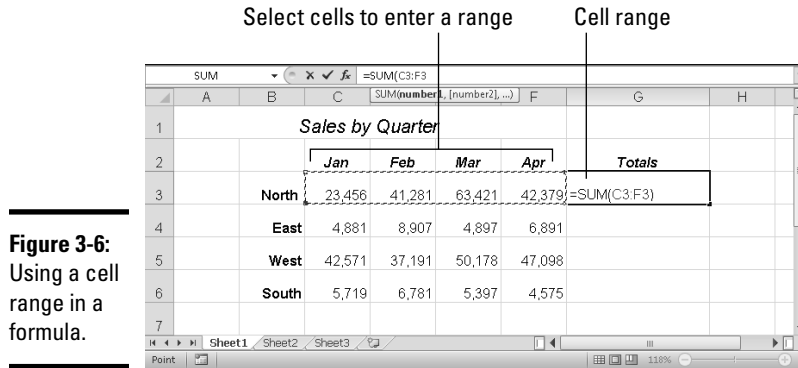 Select cells to enter a range Cell range
SUM =SUM(C3:F3
A B C SUM(number1, [number2], ...) F G H
1 Sales by Quarter
2 Jan Feb Mar Apr Totals
3 North 23,456 41,281 63,421 42,379 =SUM(C3:F3)
4 East 4,881 8,907 4,897 6,891
5 West 42,571 37,191 50,178 47,098
6 South 5,719 6,781 5,397 4,575
7
Sheet1 Sheet2 Sheet3
Point 118%
Figure 3-6:
Using a cell
range in a
formula.